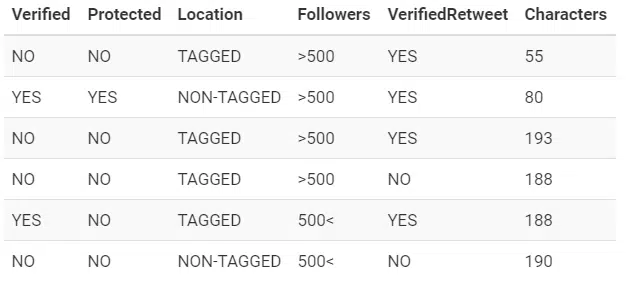 Verified Protected Location Followers VerifiedRetweet Characters
NO NO TAGGED >500 YES 55
YES YES NON-TAGGED >500 YES 80
NO NO TAGGED >500 YES 193
NO NO TAGGED >500 NO 188
YES NO TAGGED 500< YES 188
NO NO NON-TAGGED 500< NO 190